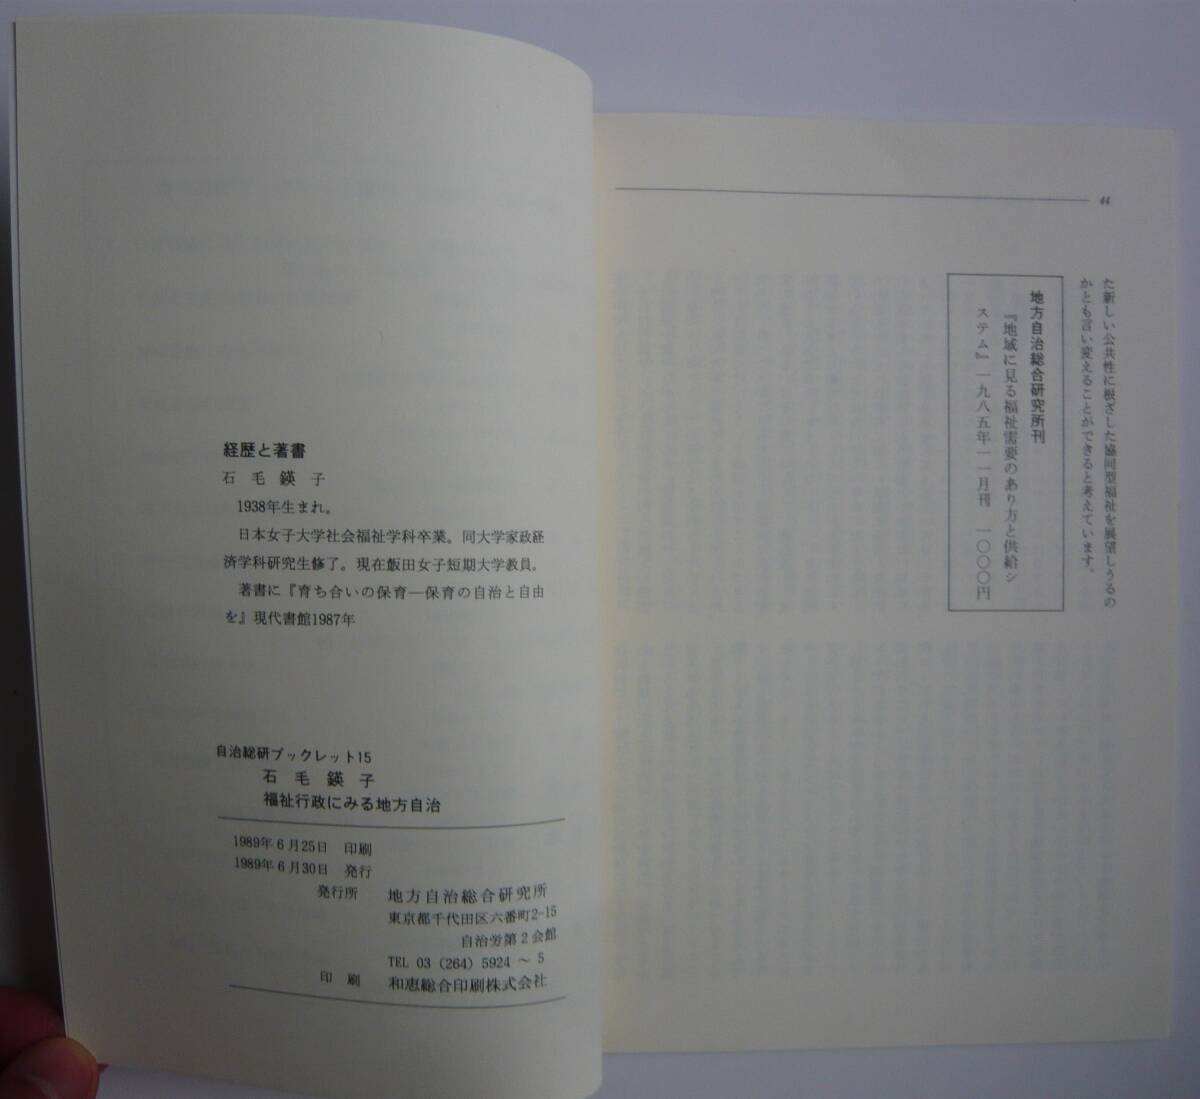 44
た新しい公共性に根ざした協同型福祉を展望しうるの
かとも言い変えることができると考えています。
地方自治総合研究所刊
『地域に見る福祉需要のあり方と供給シ
ステム』一九八五年一一月刊　一〇〇〇円
経歴と著書
石　毛　鍈　子
1938年生まれ。
日本女子大学社会福祉学科卒業。同大学家政経
済学科研究生修了。現在飯田女子短期大学教員。
著書に『育ち合いの保育―保育の自治と自由
を』現代書館1987年
自治総研ブックレット15
石　毛　鍈　子
福祉行政にみる地方自治
1989年6月25日　印刷
1989年6月30日　発行
発行所　地方自治総合研究所
東京都千代田区六番町2-15
自治労第2会館
TEL 03 (264) 5924 ～ 5
印　刷　和恵総合印刷株式会社